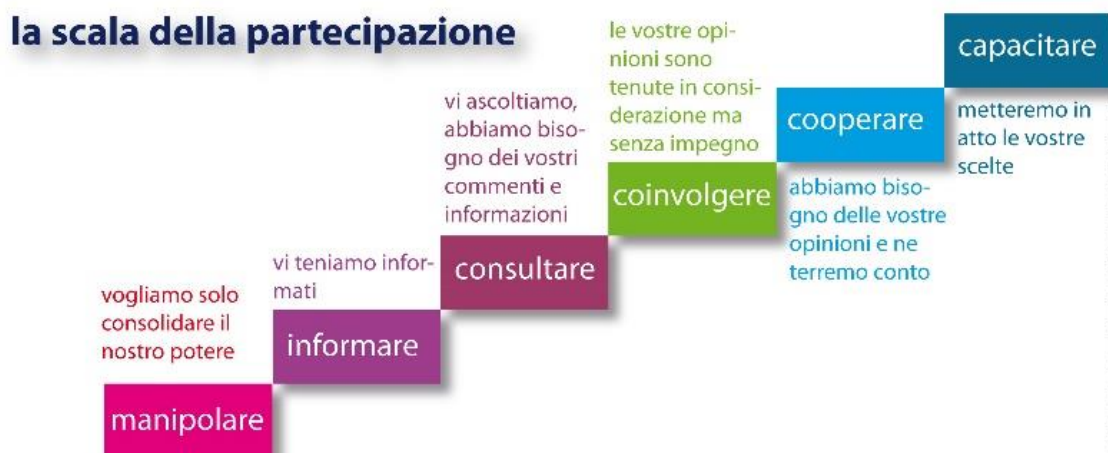 la scala della partecipazione
manipolare
vogliamo solo
consolidare il
nostro potere
informare
vi teniamo infor-
mati
consultare
vi ascoltiamo,
abbiamo biso-
gno dei vostri
commenti e
informazioni
coinvolgere
le vostre opi-
nioni sono
tenute in consi-
derazione ma
senza impegno
cooperare
abbiamo biso-
gno delle vostre
opinioni e ne
terremo conto
capacitare
metteremo in
atto le vostre
scelte